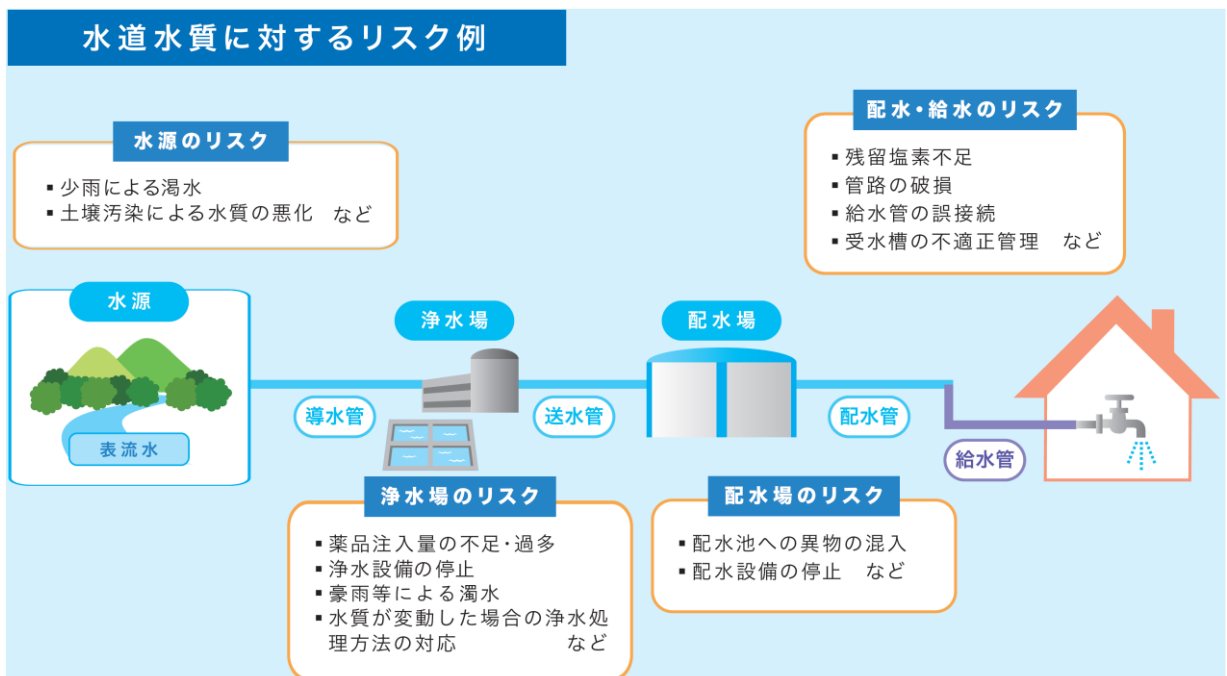 水道水質に対するリスク例
水源のリスク
▪ 少雨による渇水
▪ 土壌汚染による水質の悪化　など
配水・給水のリスク
▪ 残留塩素不足
▪ 管路の破損
▪ 給水管の誤接続
▪ 受水槽の不適正管理　など
水源
表流水
導水管
浄水場
送水管
配水場
配水管
給水管
浄水場のリスク
▪ 薬品注入量の不足・過多
▪ 浄水設備の停止
▪ 豪雨等による濁水
▪ 水質が変動した場合の浄水処
理方法の対応　など
配水場のリスク
▪ 配水池への異物の混入
▪ 配水設備の停止　など